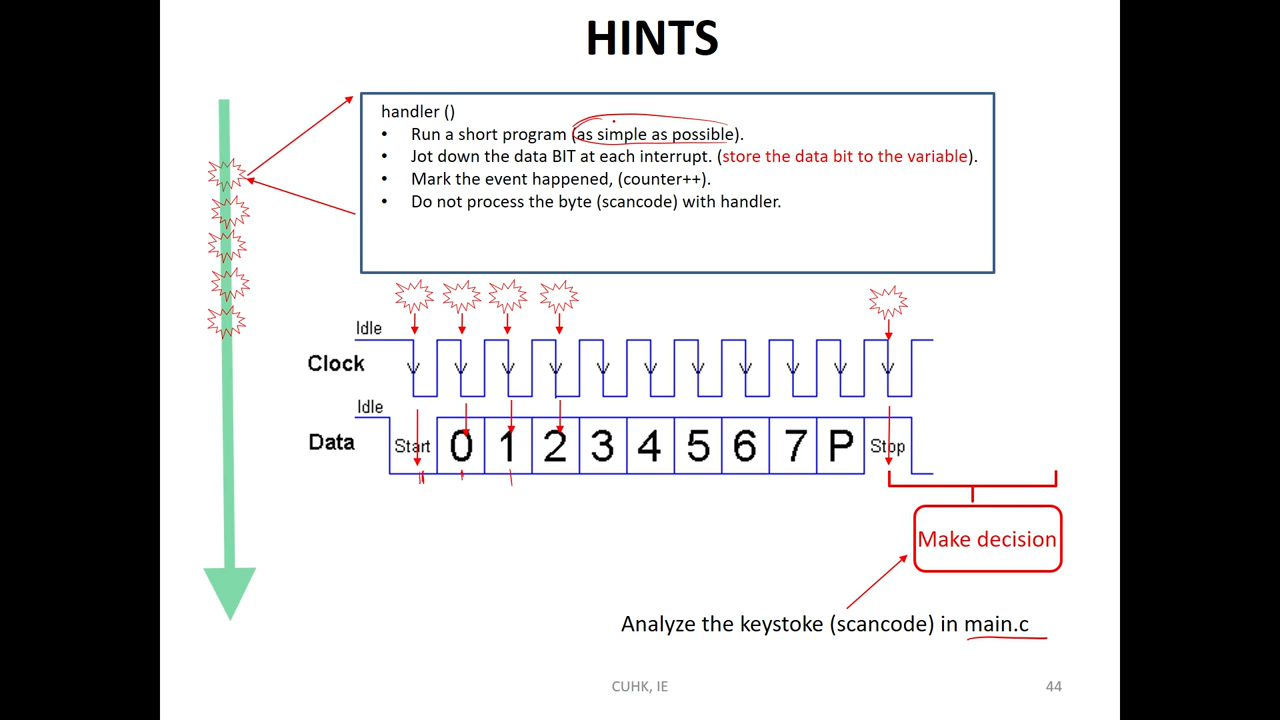 HINTS
handler ()
• Run a short program (as simple as possible).
• Jot down the data BIT at each interrupt. (store the data bit to the variable).
• Mark the event happened, (counter++).
• Do not process the byte (scancode) with handler.
Idle
Clock
Idle
Data Start 0 1 2 3 4 5 6 7 P Stop
Make decision
Analyze the keystoke (scancode) in main.c
CUHK, IE 44